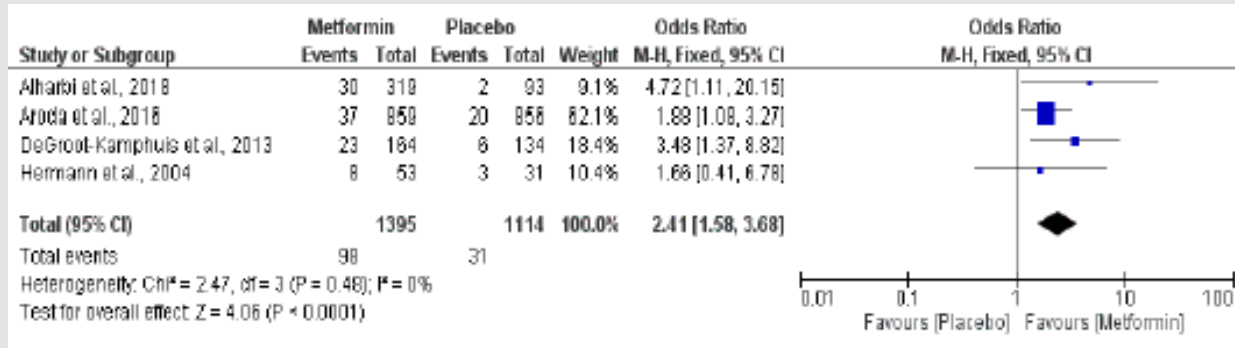 Metformin Placebo Odds Ratio Odds Ratio
Study or Subgroup Events Total Events Total Weight M-H, Fixed, 95% CI M-H, Fixed, 95% CI
Alharbi et al., 2018 30 319 2 93 9.1% 4.72 [1.11, 20.15]
Aroda et al., 2016 37 859 20 856 62.1% 1.88 [1.08, 3.27]
DeGroot-Kamphuis et al., 2013 23 164 6 134 18.4% 3.48 [1.37, 8.82]
Hermann et al., 2004 8 53 3 31 10.4% 1.66 [0.41, 6.78]
Total (95% CI) 1395 1114 100.0% 2.41 [1.58, 3.68]
Total events 98 31
Heterogeneity: Chi² = 2.47, df = 3 (P = 0.48); I² = 0%
Test for overall effect: Z = 4.06 (P < 0.0001)
0.01 0.1 1 10 100
Favours [Placebo] Favours [Metformin]